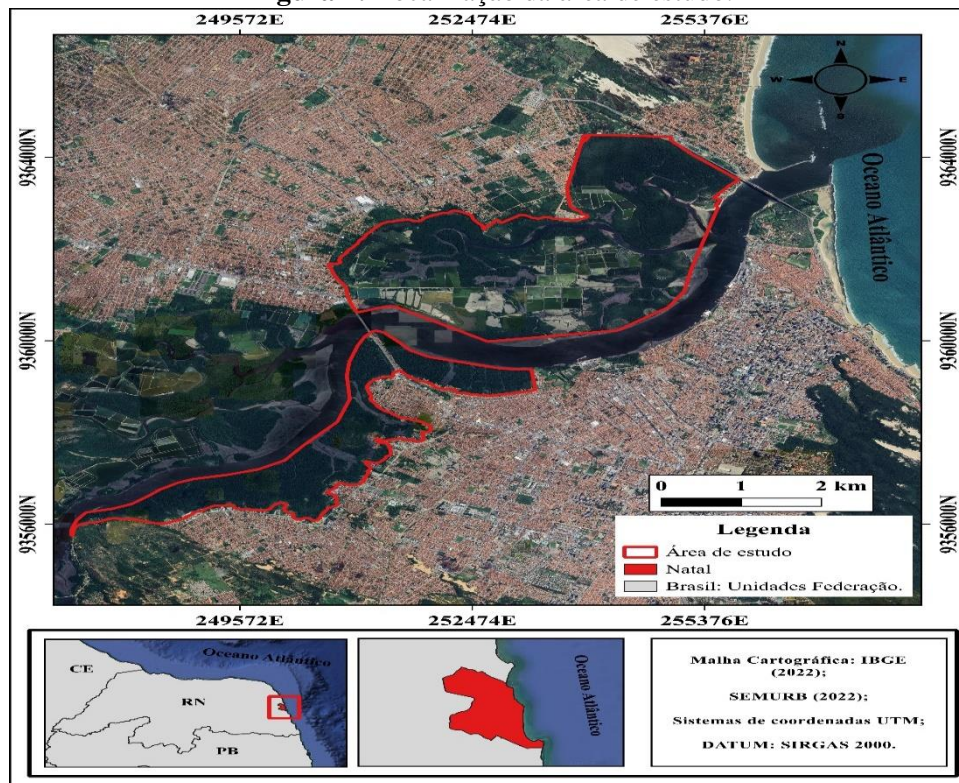 249572E 252474E 255376E
N
W E
S
9364000N 9364000N
Oceano Atlântico
9360000N 9360000N
9356000N 9356000N
0 1 2 km
Legenda
Área de estudo
Natal
Brasil: Unidades Federação.
249572E 252474E 255376E
Oceano Atlântico
CE
RN
PB
Oceano Atlântico
Malha Cartográfica: IBGE
(2022);
SEMURB (2022);
Sistemas de coordenadas UTM;
DATUM: SIRGAS 2000.